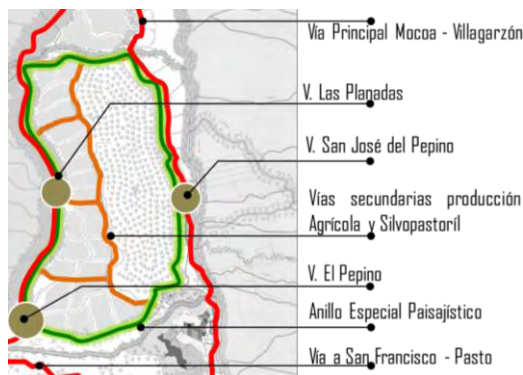 Vía Principal Mocoa - Villagarzón
V. Las Planadas
V. San José del Pepino
Vías secundarias producción
Agrícola y Silvopastoríl
V. El Pepino
Anillo Especial Paisajístico
Vía a San Francisco - Pasto